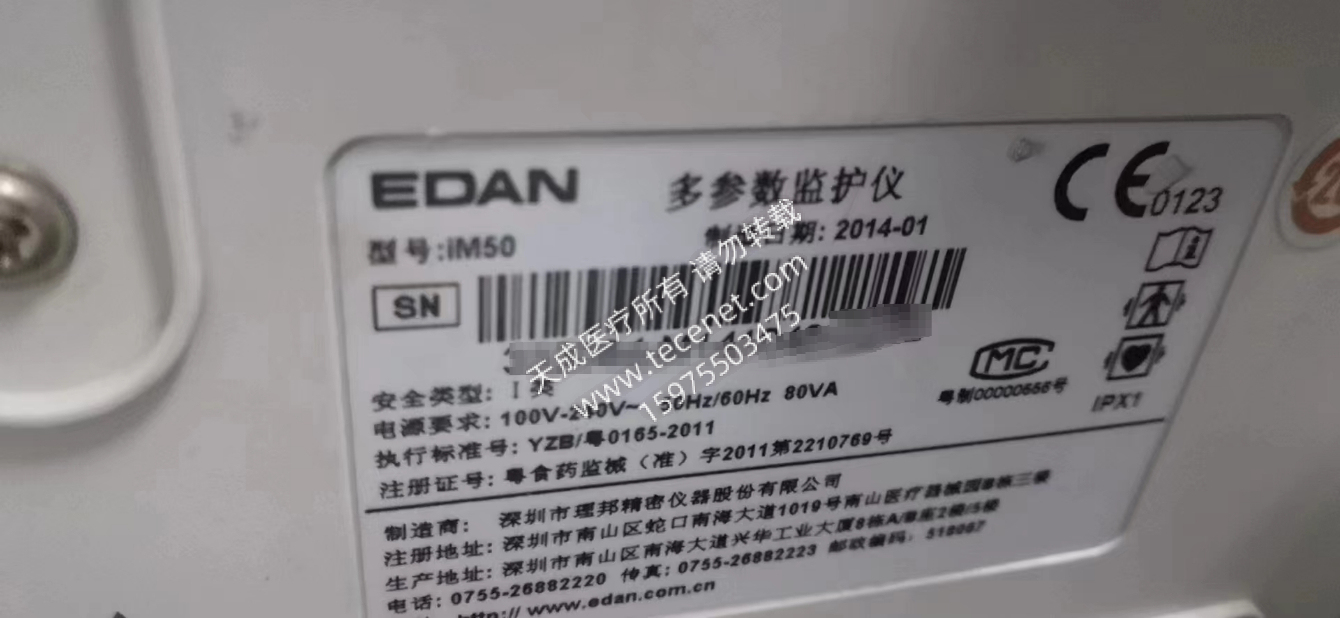 EDAN 多参数监护仪
CE 0123
型号:iM50 制造日期: 2014-01
SN
安全类型: I 类
电源要求: 100V-240V~ 50Hz/60Hz 80VA
执行标准号: YZB/粤0165-2011
注册证号: 粤食药监械（准）字2011第2210769号
MC
粤制00000556号
IPX1
制造商: 深圳市理邦精密仪器股份有限公司
注册地址: 深圳市南山区蛇口南海大道1019号南山医疗器械园B栋三楼
生产地址: 深圳市南山区南海大道兴华工业大厦8栋A/B座2楼/5楼
电话: 0755-26882220 传真: 0755-26882223 邮政编码: 518067
http:// www.edan.com.cn
天成医疗所有 请勿转载
www.tecenet.com
15975503475